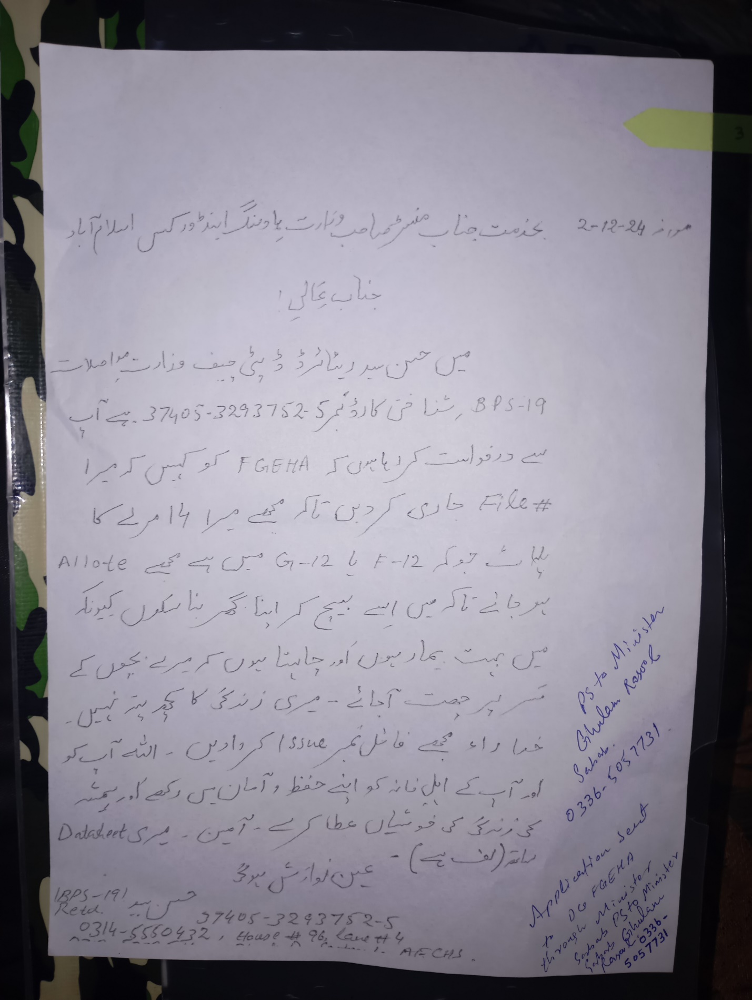 مورخہ 2-12-24
بخدمت جناب منسٹر صاحب وزارت ہاوسنگ اینڈ ورکس اسلام آباد
جناب عالی!
میں حسن سید ریٹائرڈ ڈپٹی چیف وزارت مواصلات
BPS-19، شناختی کارڈ نمبر 37405-3293752-5 ہے آپ
سے درخواست کر رہا ہوں کہ FGEHA کو کہیں کہ میرا
File# جاری کر دیں تاکہ مجھے میرا 14 مرلے کا
پلاٹ جو کہ F-12 یا G-12 میں ہے مجھے Allote
ہو جائے تاکہ میں اِسے بیچ کر اپنا گھر بنا سکوں کیونکہ
میں بہت بیمار ہوں اور چاہتا ہوں کہ میرے بچوں کے
سر پر چھت آجائے - میری زندگی کا کچھ پتہ نہیں -
خدا راء مجھے فائل نمبر Issue کروادیں - اللہ آپ کو
اور آپ کے اہل خانہ کو اپنے حفظ و آمان میں رکھے اور ہمیشہ
کی زندگی کی خوشیاں عطا کرے - آمین - میری Datasheet
ساتھ (لف ہے) -
عین نوازش ہوگی
حسن سید (BPS-19)
Retd.
37405-3293752-5
0314-5550432, House # 96, Lane # 4
AECHS.
PS to Minister
Ghulam Rasool
Sahab.
0336-5057731
Application sent
to DG FGEHA
through Minister
Sahab PS to Minister
Sahab Ghulam
Rasool 0336-
5057731
3